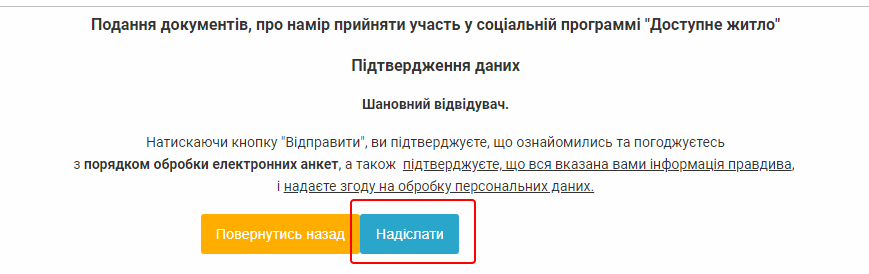 Подання документів, про намір прийняти участь у соціальній программі "Доступне житло"
Підтвердження даних
Шановний відвідувач.
Натискаючи кнопку "Відправити", ви підтверджуєте, що ознайомились та погоджуєтесь
з порядком обробки електронних анкет, а також підтверджуєте, що вся вказана вами інформація правдива,
і надаєте згоду на обробку персональних даних.
Повернутись назад Надіслати